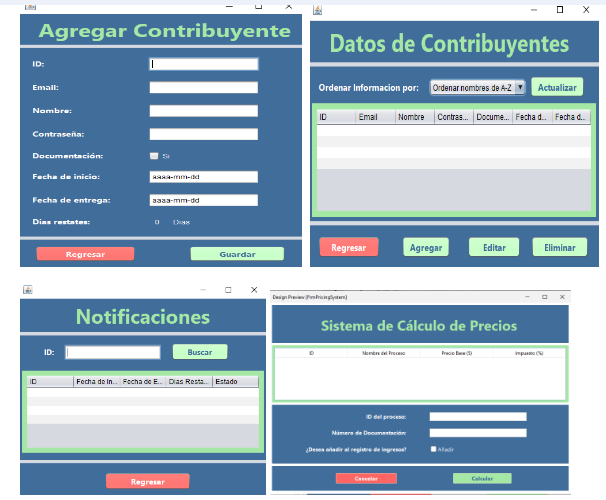 Agregar Contribuyente
ID:
Email:
Nombre:
Contraseña:
Documentación: Si
Fecha de inicio: aaaa-mm-dd
Fecha de entrega: aaaa-mm-dd
Dias restates: 0 Dias
Regresar Guardar
Datos de Contribuyentes
Ordenar Informacion por: Ordenar nombres de A-Z Actualizar
ID Email Nombre Contras... Docume... Fecha d... Fecha d...
Regresar Agregar Editar Eliminar
Notificaciones
ID: Buscar
ID Fecha de In... Fecha de E... Dias Resta... Estado
Regresar
Design Preview [FrmPricingSystem]
Sistema de Cálculo de Precios
ID Nombre del Proceso Precio Base ($) Impuesto (%)
ID del proceso:
Número de Documentación:
¿Desea añadir al registro de ingresos? Añadir
Cancelar Calcular